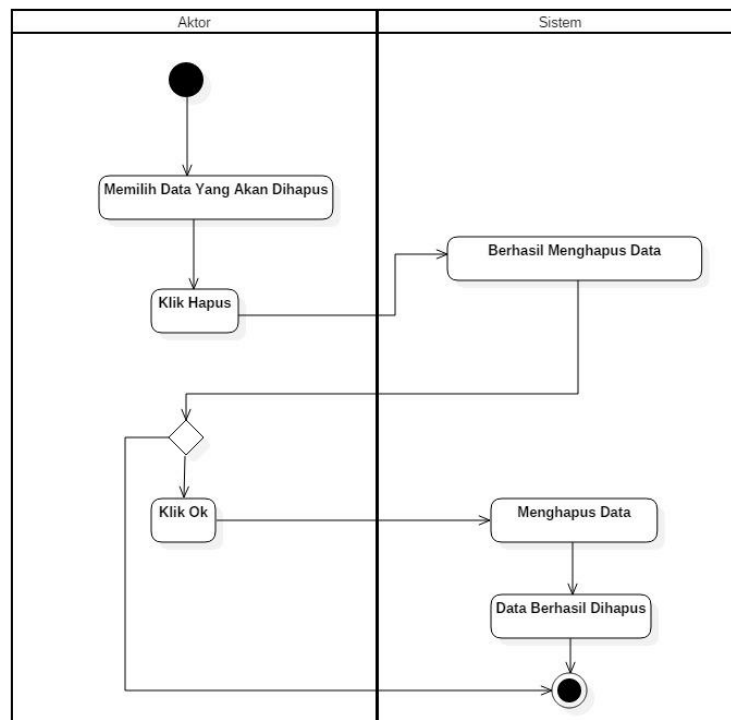 Aktor
Sistem
Memilih Data Yang Akan Dihapus
Berhasil Menghapus Data
Klik Hapus
Klik Ok
Menghapus Data
Data Berhasil Dihapus